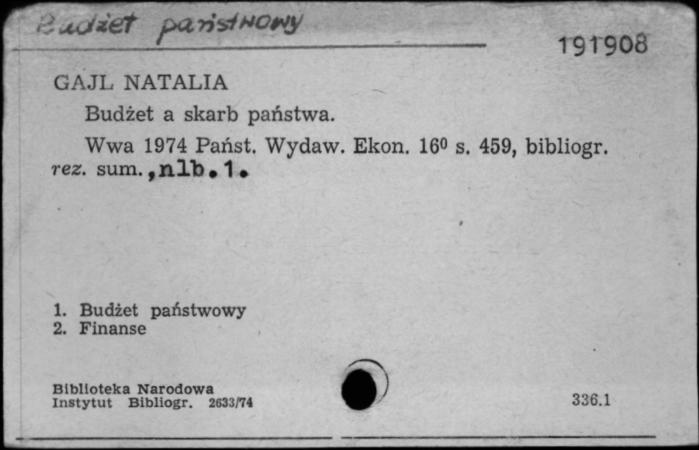 Budżet państwowy
191908
GAJL NATALIA
Budżet a skarb państwa.
Wwa 1974 Państ. Wydaw. Ekon. 16⁰ s. 459, bibliogr.
rez. sum., nlb. 1.
1. Budżet państwowy
2. Finanse
Biblioteka Narodowa
Instytut Bibliogr. 2633/74
336.1